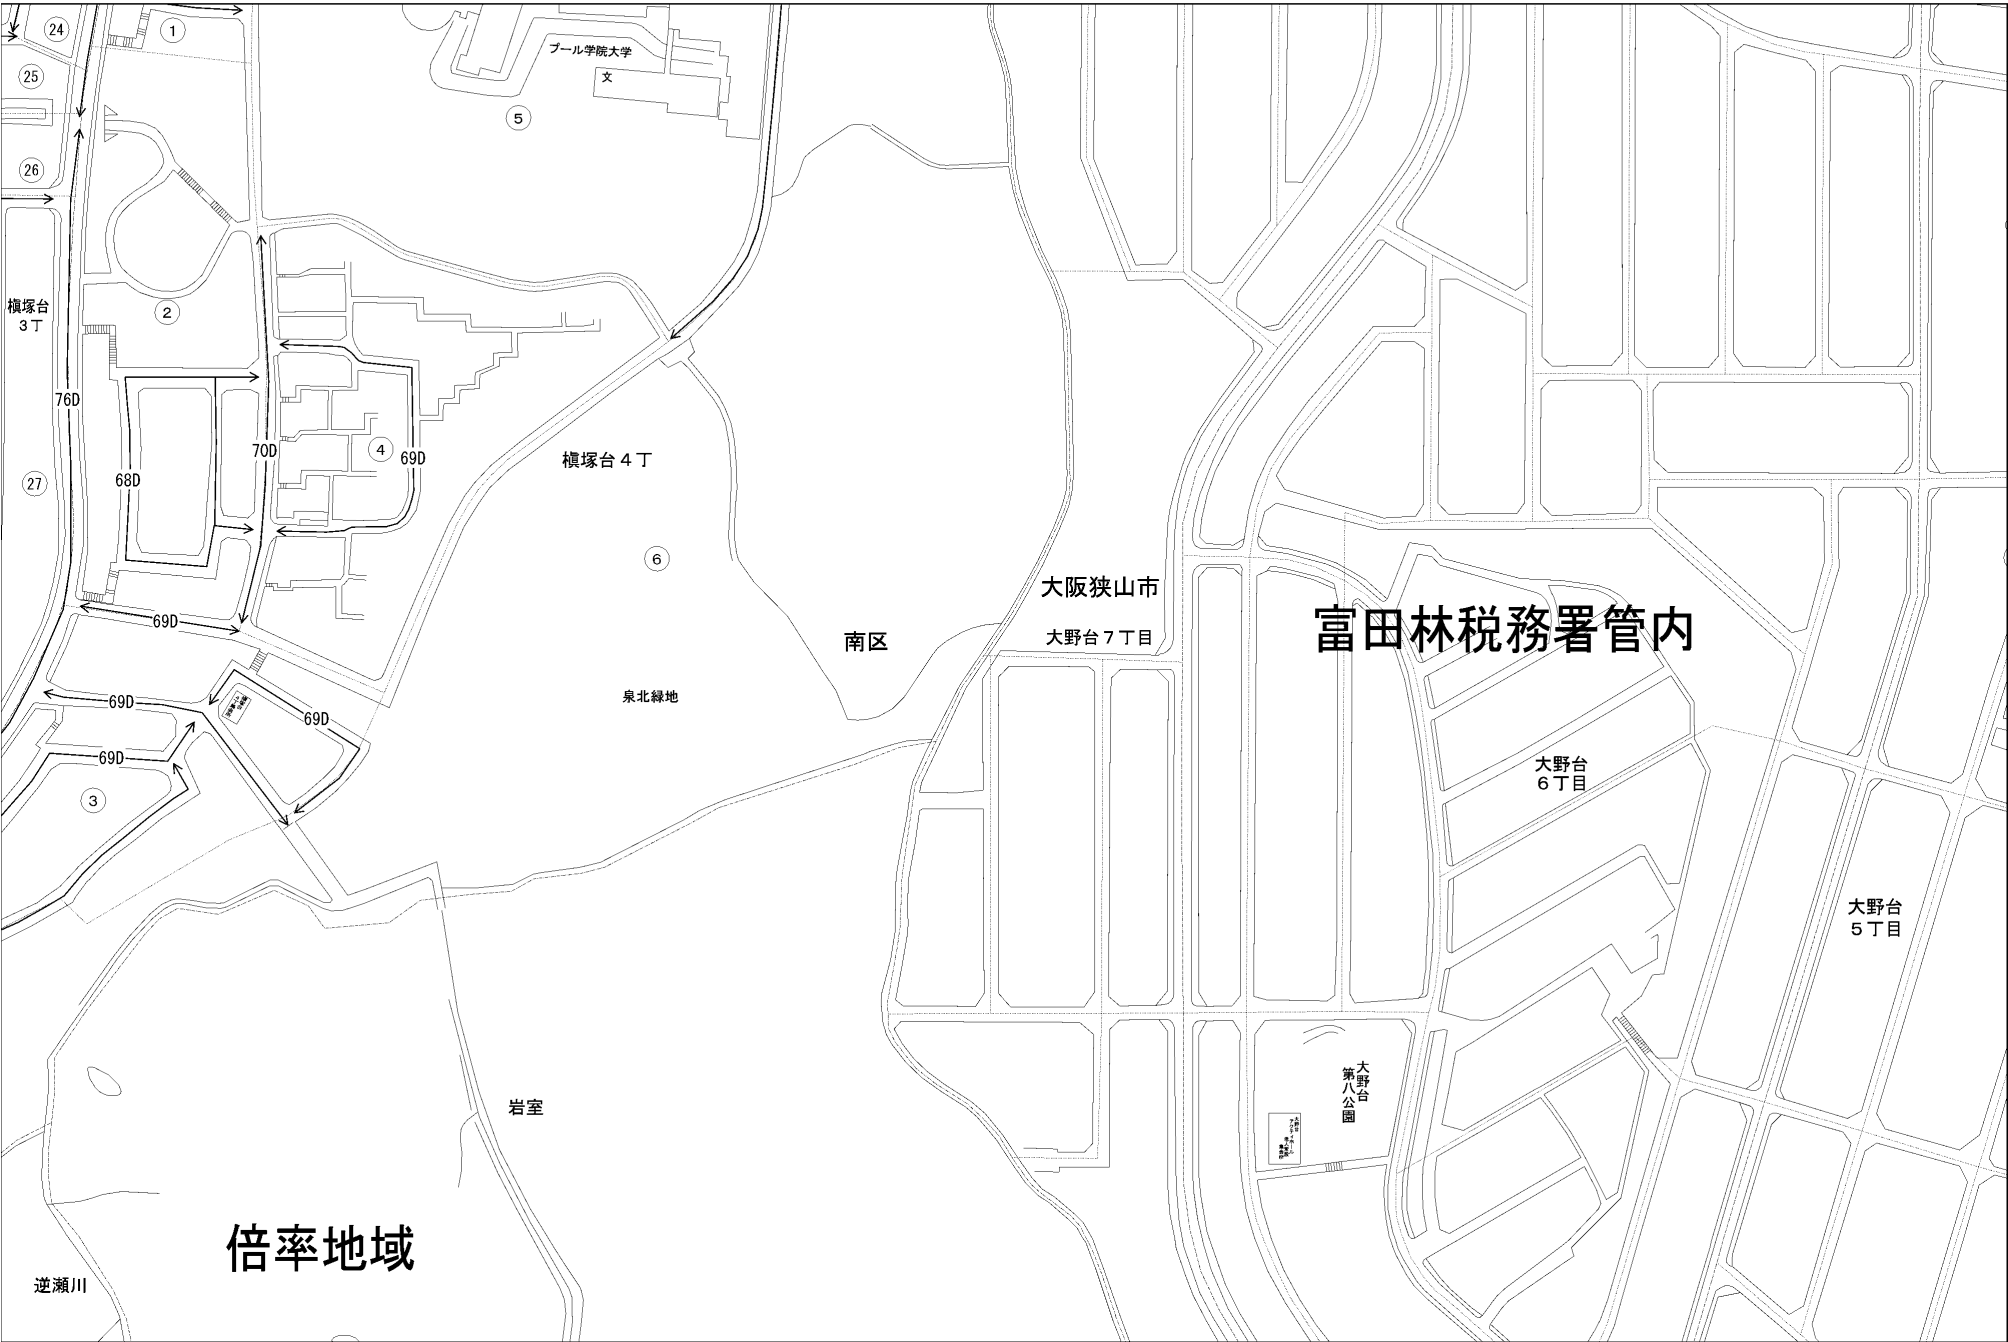 24
①
25
プール学院大学
文
⑤
26
槇塚台
3丁
②
76D
70D
④
69D
68D
27
槇塚台4丁
⑥
大阪狭山市
富田林税務署管内
69D
南区
大野台7丁目
泉北緑地
69D
69D
69D
大野台
6丁目
③
大野台
5丁目
岩室
大野台
第八公園
倍率地域
逆瀬川